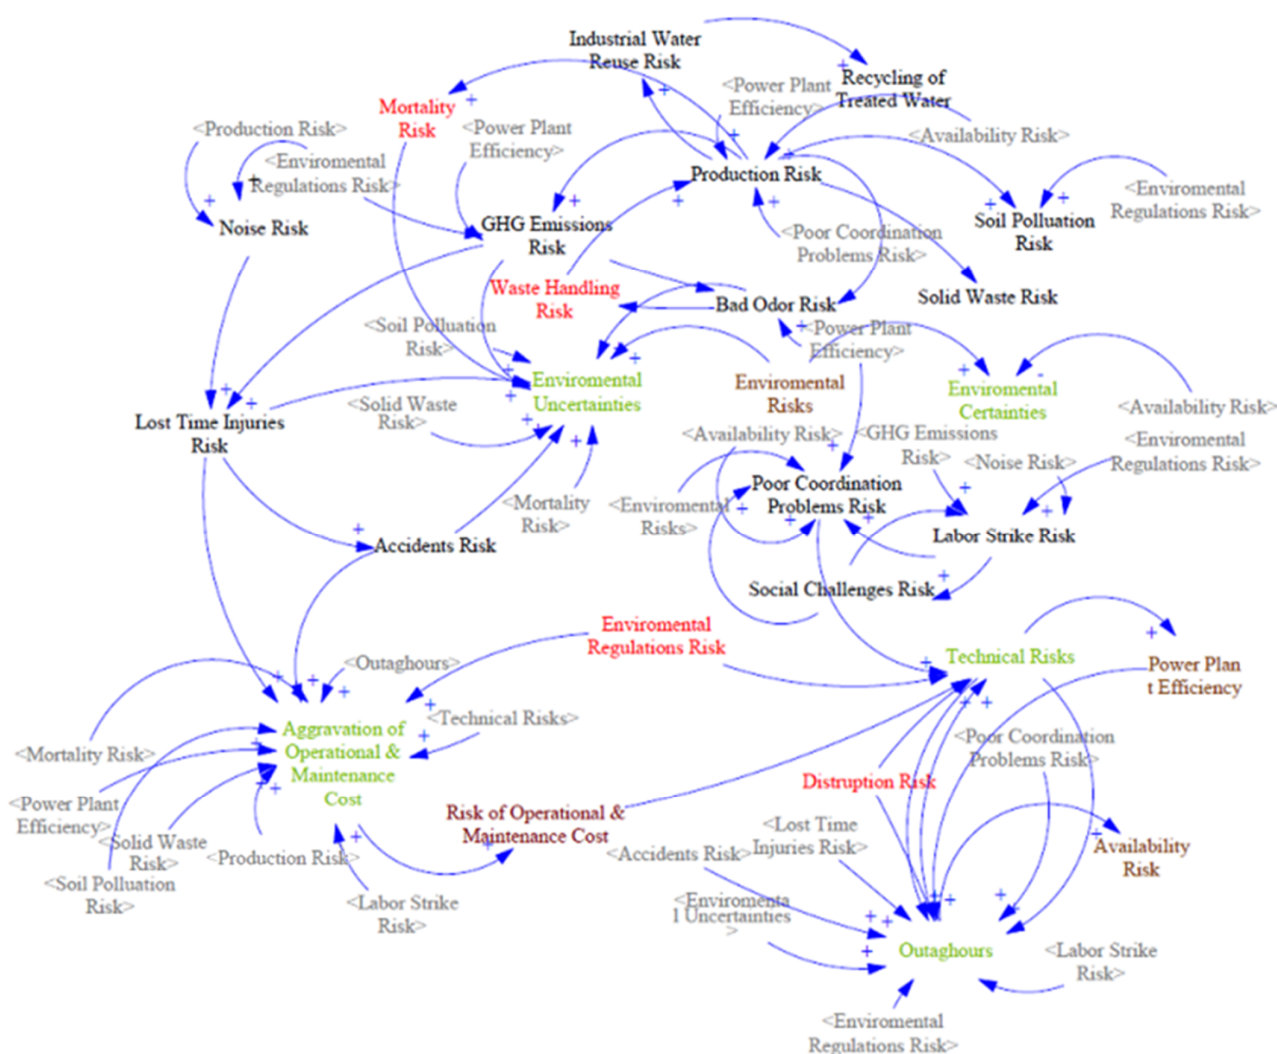 Industrial Water
Reuse Risk
Recycling of
Treated Water
<Power Plant
Efficiency>
Mortality
Risk
<Production Risk>
<Power Plant
Efficiency>
<Availability Risk>
<Enviromental
Regulations Risk>
Production Risk
<Enviromental
Regulations Risk>
Noise Risk
GHG Emissions
Risk
<Poor Coordination
Problems Risk>
Soil Polluation
Risk
Waste Handling
Risk
Bad Odor Risk
Solid Waste Risk
<Soil Polluation
Risk>
<Power Plant
Efficiency>
Enviromental
Uncertainties
Enviromental
Risks
Enviromental
Certainties
<Solid Waste
Risk>
<Availability Risk>
Lost Time Injuries
Risk
<Availability Risk>
<GHG Emissions
Risk>
<Enviromental
Regulations Risk>
<Noise Risk>
<Mortality
Risk>
<Enviromental
Risks>
Poor Coordination
Problems Risk
Labor Strike Risk
Accidents Risk
Social Challenges Risk
Enviromental
Regulations Risk
<Outaghours>
Technical Risks
Power Plan
t Efficiency
<Technical Risks>
Aggravation of
Operational &
Maintenance
Cost
<Mortality Risk>
<Poor Coordination
Problems Risk>
Distruption Risk
<Power Plant
Efficiency>
Risk of Operational &
Maintenance Cost
<Solid Waste
Risk>
<Production Risk>
<Lost Time
Injuries Risk>
<Accidents Risk>
Availability
Risk
<Soil Polluation
Risk>
<Labor Strike
Risk>
<Enviromenta
l Uncertainties
>
Outaghours
<Labor Strike
Risk>
<Enviromental
Regulations Risk>